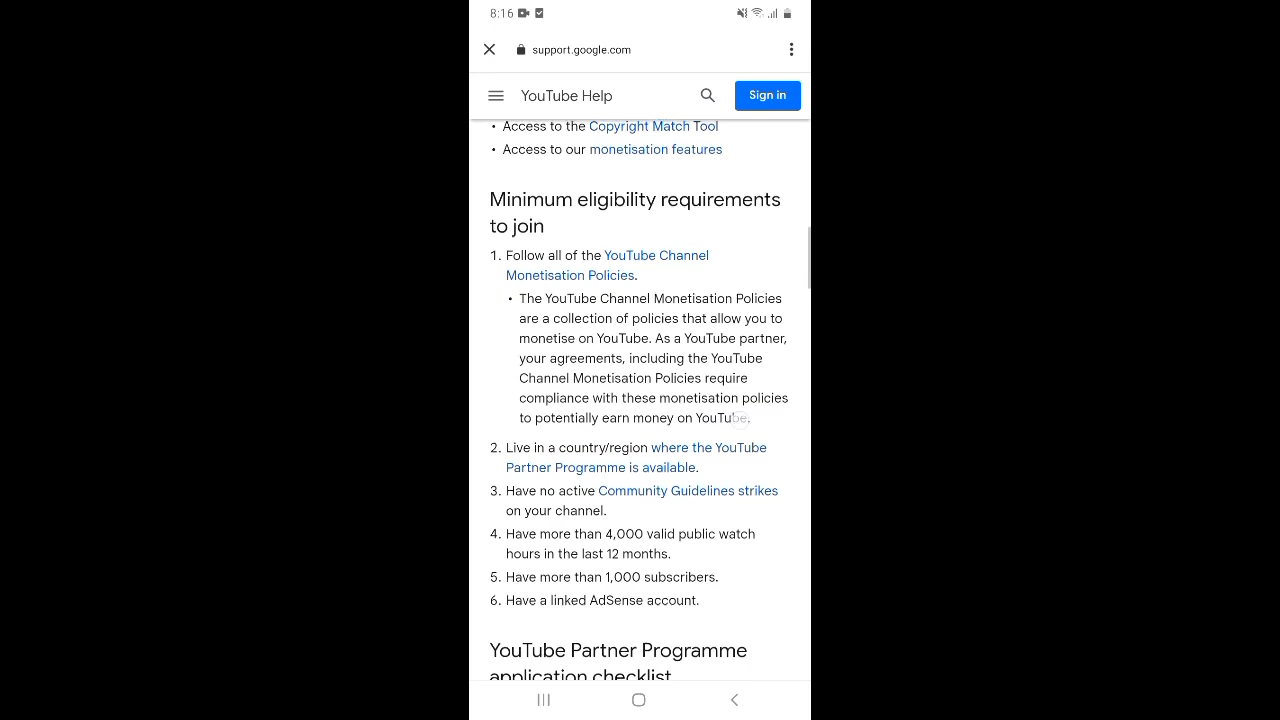 8:16
support.google.com
YouTube Help
Sign in
• Access to the Copyright Match Tool
• Access to our monetisation features
Minimum eligibility requirements
to join
1. Follow all of the YouTube Channel
Monetisation Policies.
• The YouTube Channel Monetisation Policies
are a collection of policies that allow you to
monetise on YouTube. As a YouTube partner,
your agreements, including the YouTube
Channel Monetisation Policies require
compliance with these monetisation policies
to potentially earn money on YouTube.
2. Live in a country/region where the YouTube
Partner Programme is available.
3. Have no active Community Guidelines strikes
on your channel.
4. Have more than 4,000 valid public watch
hours in the last 12 months.
5. Have more than 1,000 subscribers.
6. Have a linked AdSense account.
YouTube Partner Programme
application checklist